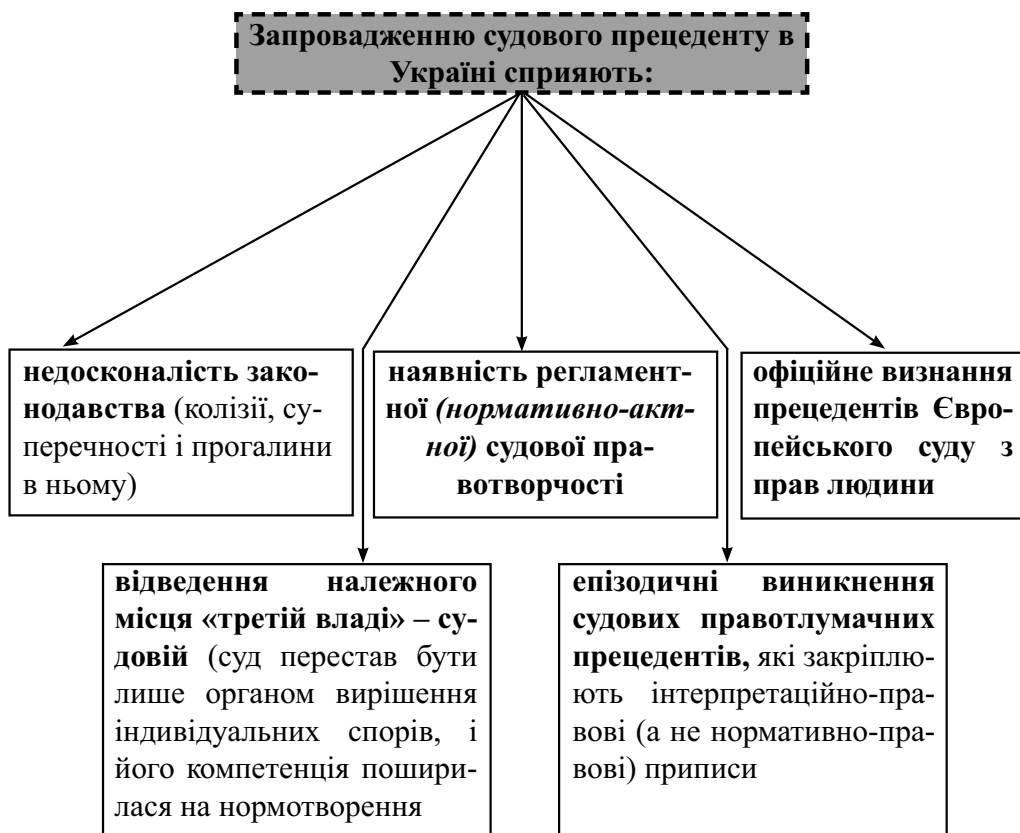 Запровадженню судового прецеденту в
Україні сприяють:
недосконалість зако-
нодавства (колізії, су-
перечності і прогалини
в ньому)
наявність регламент-
ної (нормативно-акт-
ної) судової пра-
вотворчості
офіційне визнання
прецедентів Євро-
пейського суду з
прав людини
відведення належного
місця «третій владі» – су-
довій (суд перестав бути
лише органом вирішення
індивідуальних спорів, і
його компетенція пошири-
лася на нормотворення
епізодичні виникнення
судових правотлумачних
прецедентів, які закріплю-
ють інтерпретаційно-пра-
вові (а не нормативно-пра-
вові) приписи